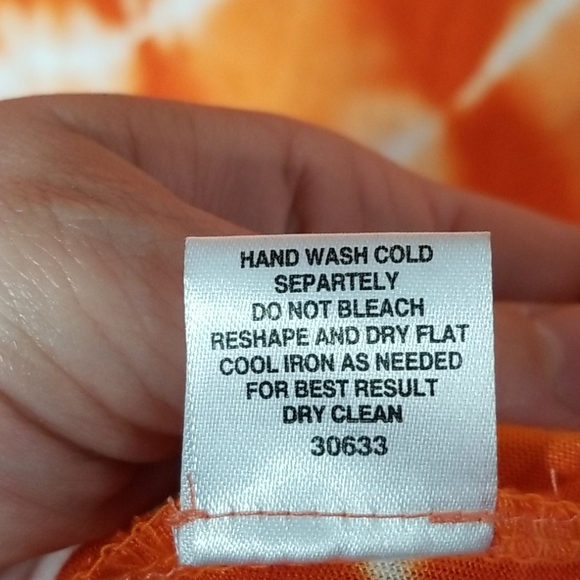 HAND WASH COLD
SEPARTELY
DO NOT BLEACH
RESHAPE AND DRY FLAT
COOL IRON AS NEEDED
FOR BEST RESULT
DRY CLEAN
30633